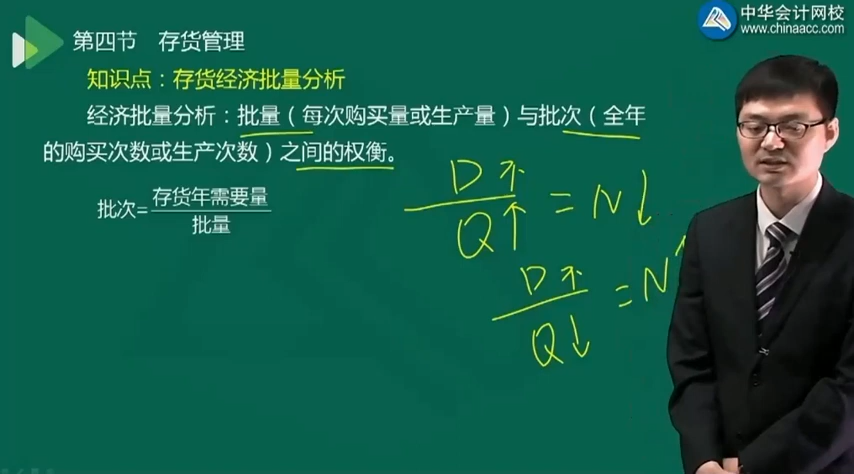 中华会计网校
www.chinaacc.com
第四节 存货管理
知识点：存货经济批量分析
经济批量分析：批量（每次购买量或生产量）与批次（全年
的购买次数或生产次数）之间的权衡。
批次=存货年需要量
批量
D不
Q↑ = N↓
D不
Q↓ = N↑